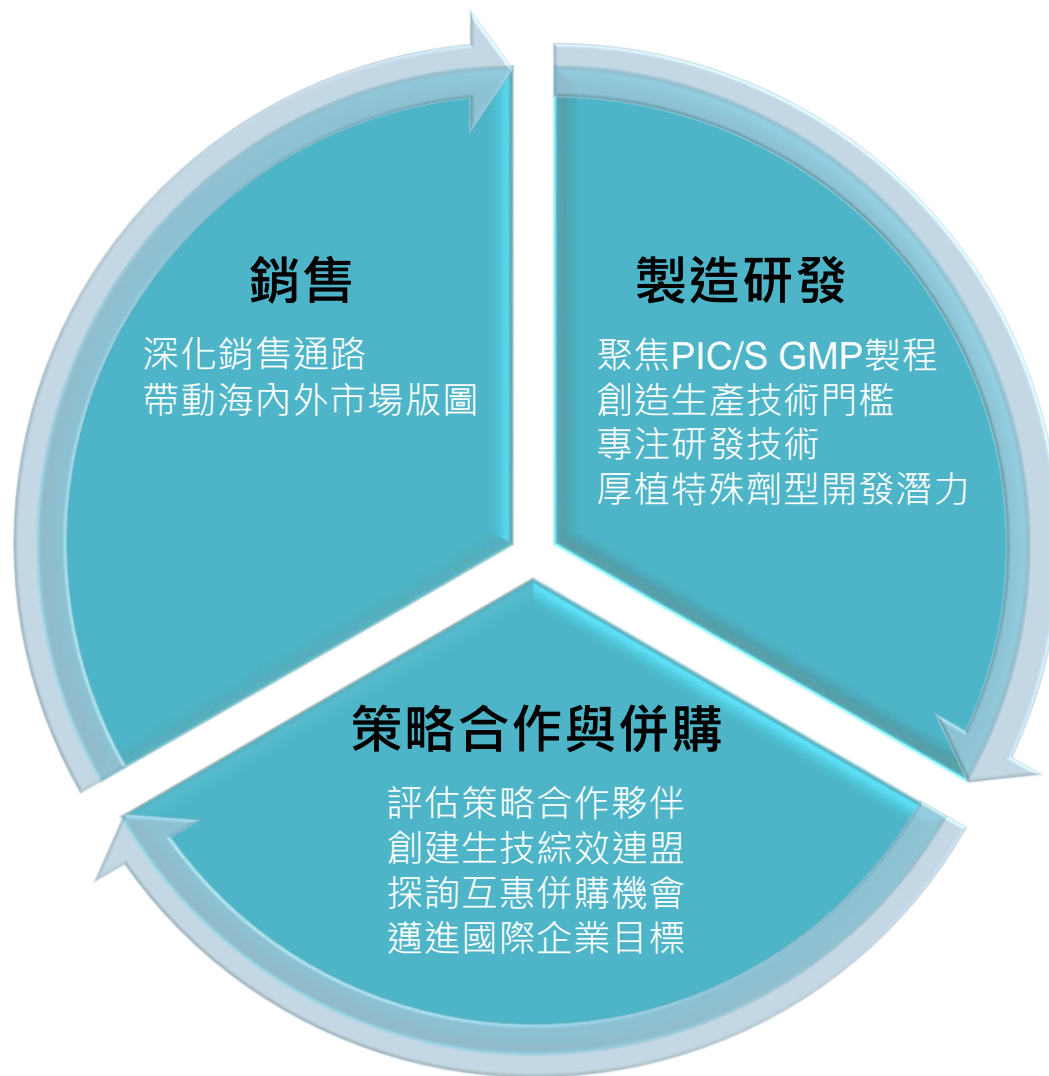 銷售
深化銷售通路
帶動海內外市場版圖
製造研發
聚焦PIC/S GMP製程
創造生產技術門檻
專注研發技術
厚植特殊劑型開發潛力
策略合作與併購
評估策略合作夥伴
創建生技綜效連盟
探詢互惠併購機會
邁進國際企業目標